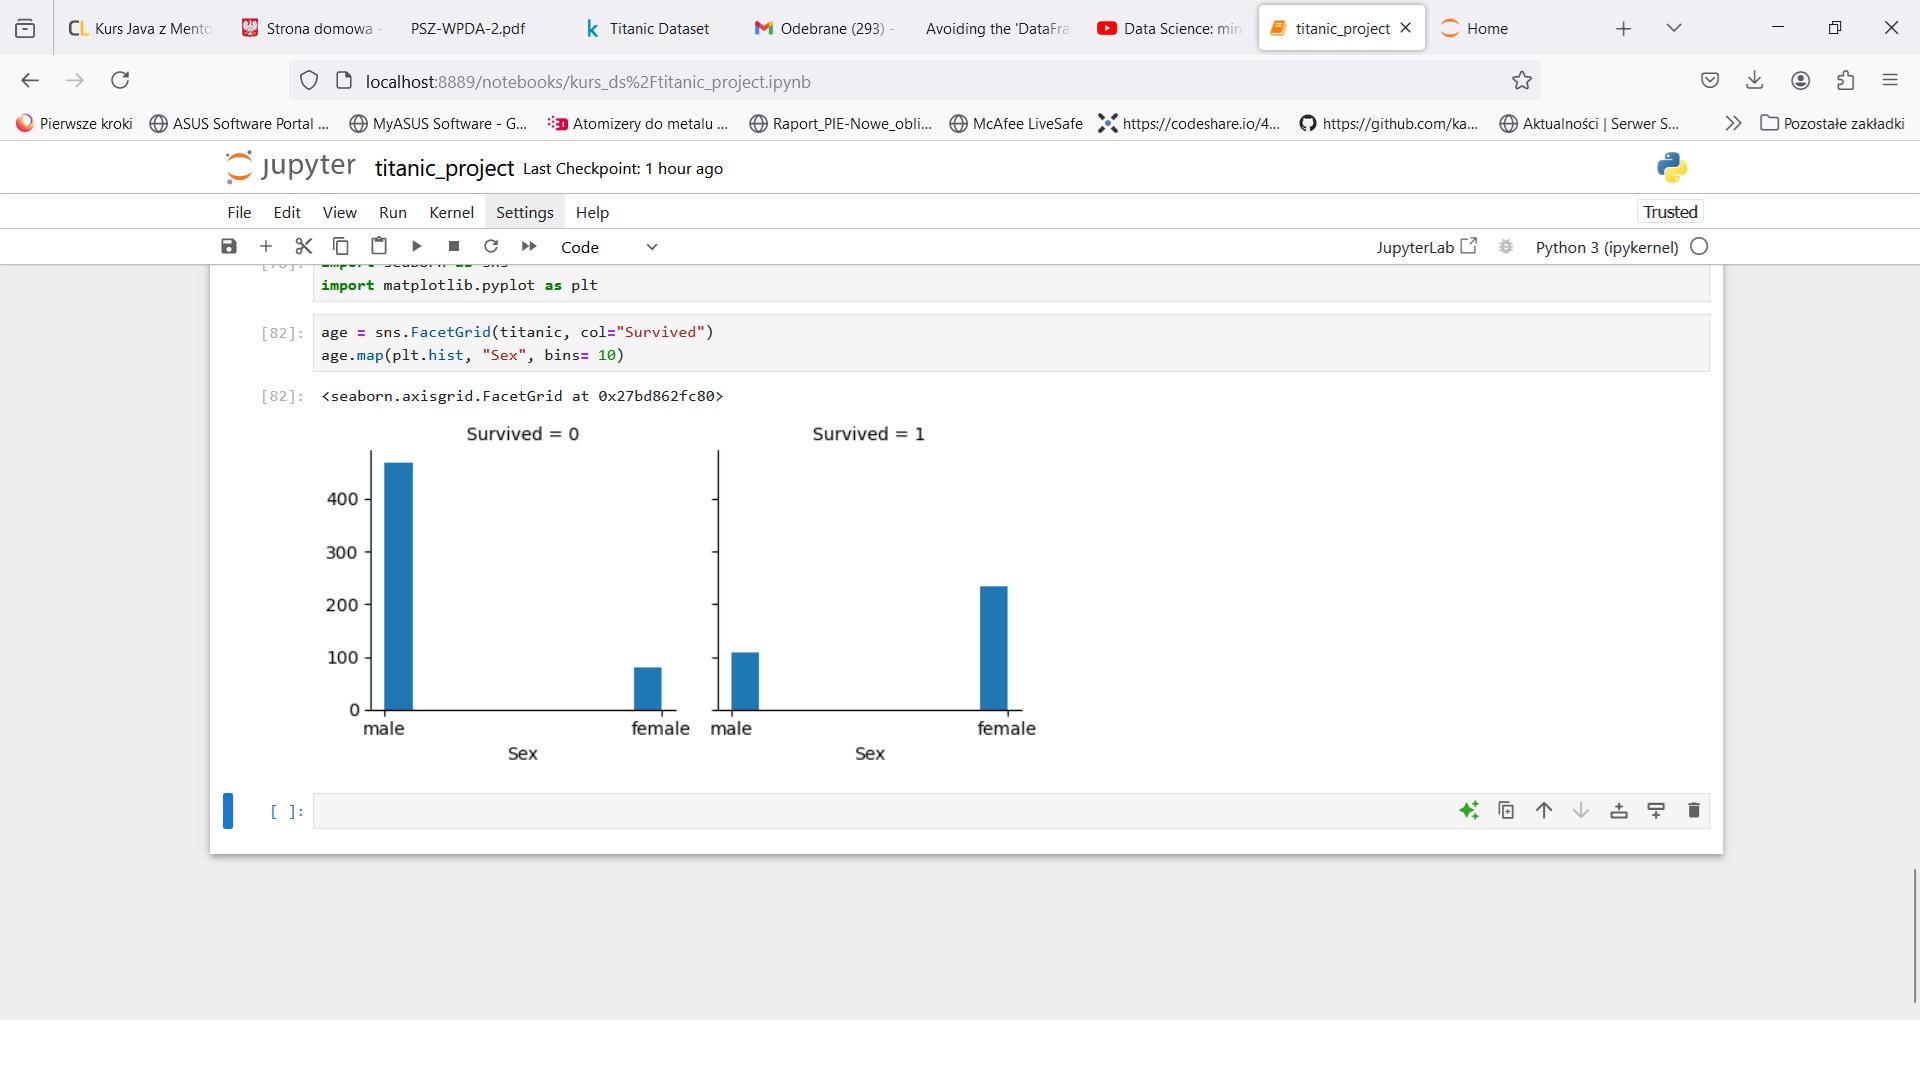 CL Kurs Java z Mento
Strona domowa -
PSZ-WPDA-2.pdf
k Titanic Dataset
Odebrane (293) -
Avoiding the 'DataFra
Data Science: min
titanic_project
Home
localhost:8889/notebooks/kurs_ds%2Ftitanic_project.ipynb
Pierwsze kroki
ASUS Software Portal ...
MyASUS Software - G...
Atomizery do metalu ...
Raport_PIE-Nowe_obli...
McAfee LiveSafe
https://codeshare.io/4...
https://github.com/ka...
Aktualności | Serwer S...
Pozostałe zakładki
jupyter titanic_project Last Checkpoint: 1 hour ago
File Edit View Run Kernel Settings Help
Trusted
Code
JupyterLab
Python 3 (ipykernel)
import seaborn as sns
import matplotlib.pyplot as plt
[82]: age = sns.FacetGrid(titanic, col="Survived")
age.map(plt.hist, "Sex", bins= 10)
[82]: <seaborn.axisgrid.FacetGrid at 0x27bd862fc80>
Survived = 0 Survived = 1
400
300
200
100
0
male female male female
Sex Sex
[ ]: